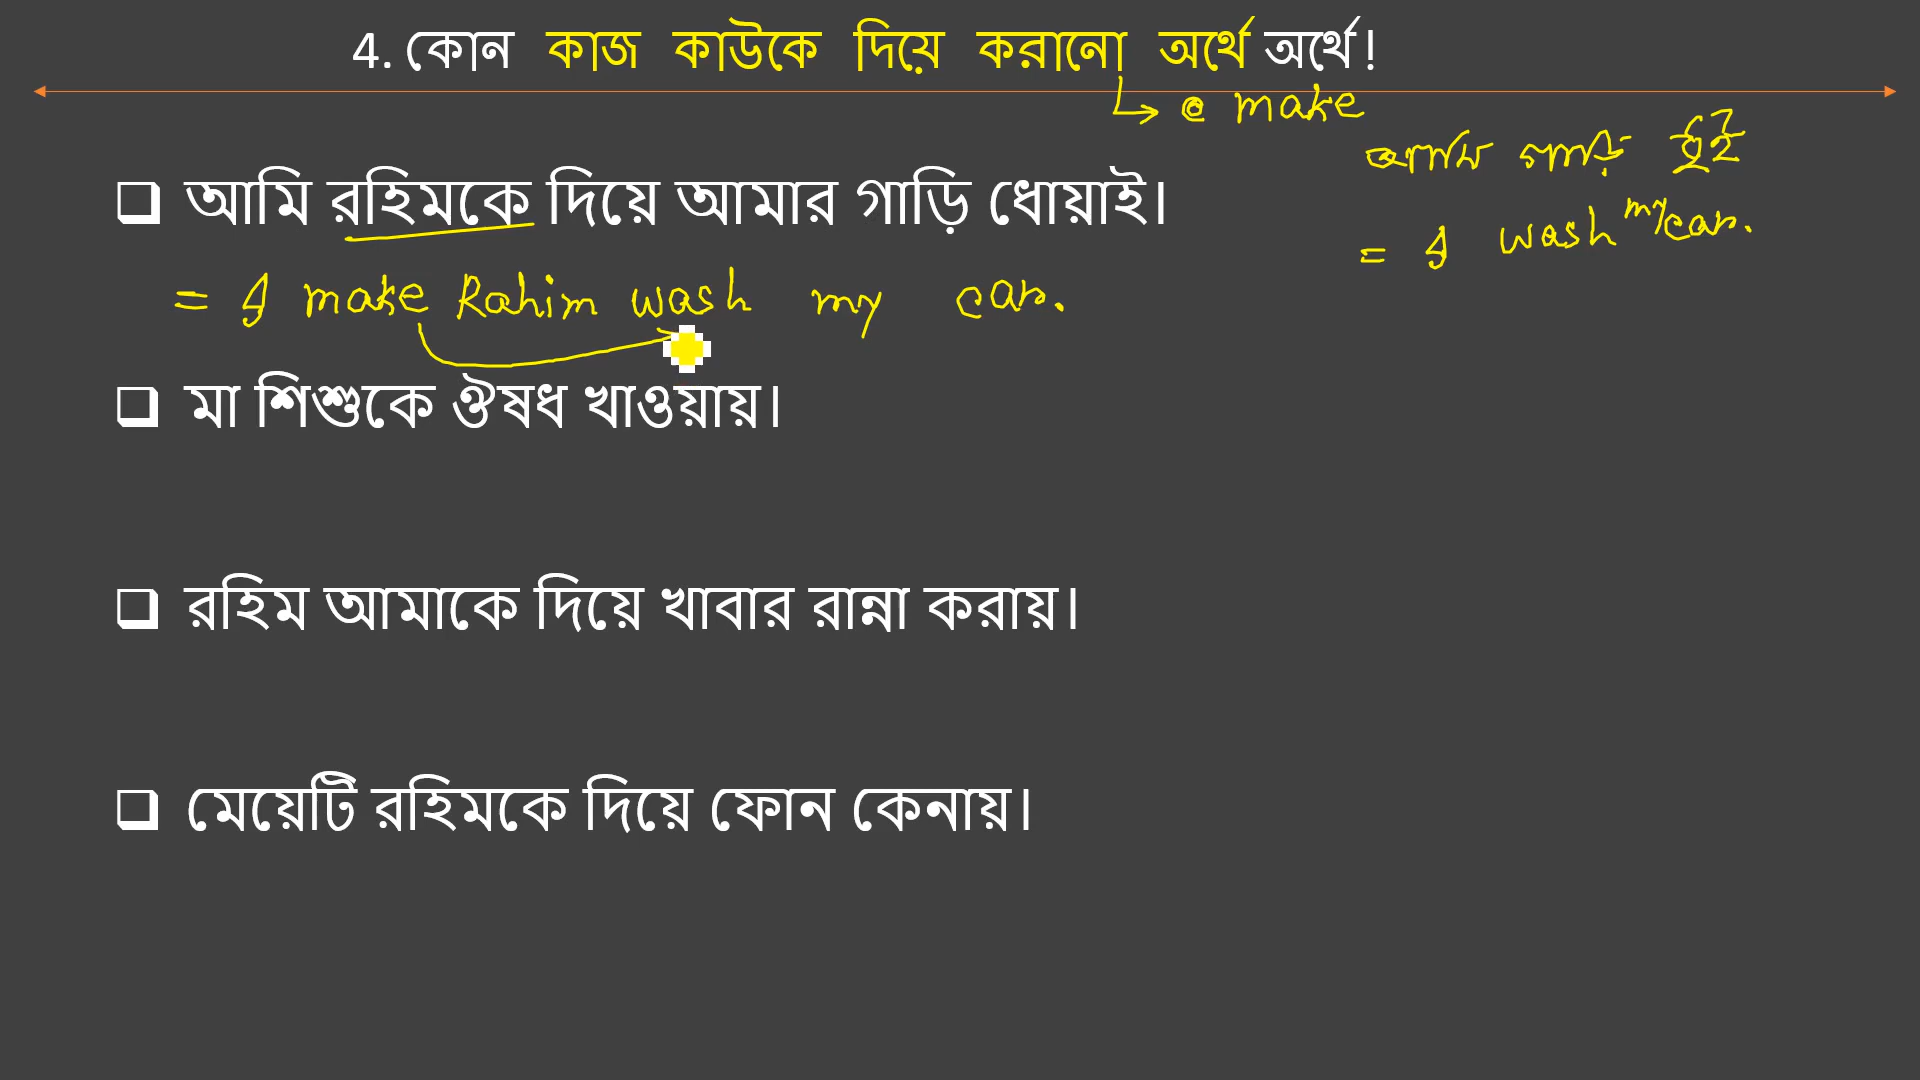 4. কোন কাজ কাউকে দিয়ে করানো অর্থে অর্থে!
make
আমি গাড়ি ধুই
আমি রহিমকে দিয়ে আমার গাড়ি ধোয়াই।
= I wash my car.
= I make Rahim wash my car.
মা শিশুকে ঔষধ খাওয়ায়।
রহিম আমাকে দিয়ে খাবার রান্না করায়।
মেয়েটি রহিমকে দিয়ে ফোন কেনায়।